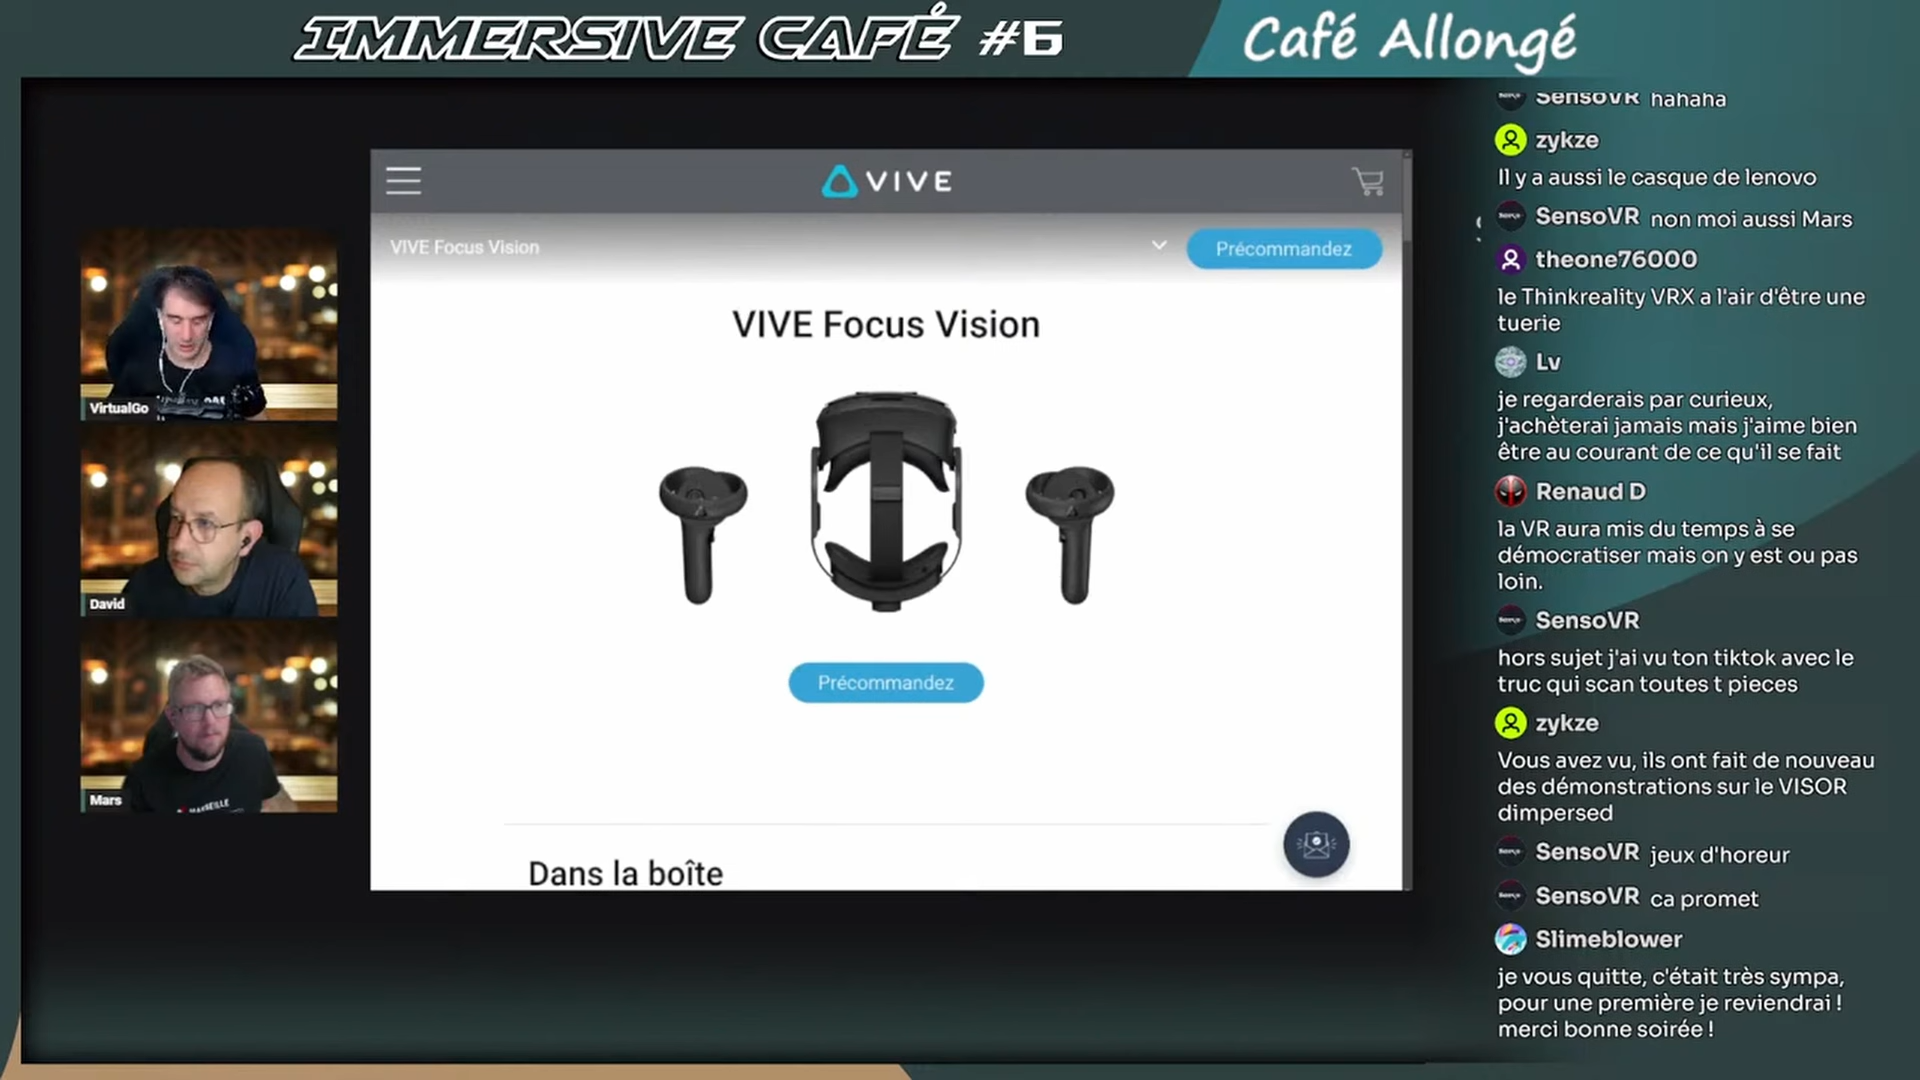 IMMERSIVE CAFÉ #6
Café Allongé
VIVE
VIVE Focus Vision
Précommandez
VIVE Focus Vision
Précommandez
Dans la boîte
VirtualGo
David
Mars
SensoVR hahaha
zykze
Il y a aussi le casque de lenovo
SensoVR non moi aussi Mars
theone76000
le Thinkreality VRX a l'air d'être une
tuerie
Lv
je regarderais par curieux,
j'achèterai jamais mais j'aime bien
être au courant de ce qu'il se fait
Renaud D
la VR aura mis du temps à se
démocratiser mais on y est ou pas
loin.
SensoVR
hors sujet j'ai vu ton tiktok avec le
truc qui scan toutes t pieces
zykze
Vous avez vu, ils ont fait de nouveau
des démonstrations sur le VISOR
dimpersed
SensoVR jeux d'horeur
SensoVR ca promet
Slimeblower
je vous quitte, c'était très sympa,
pour une première je reviendrai !
merci bonne soirée !